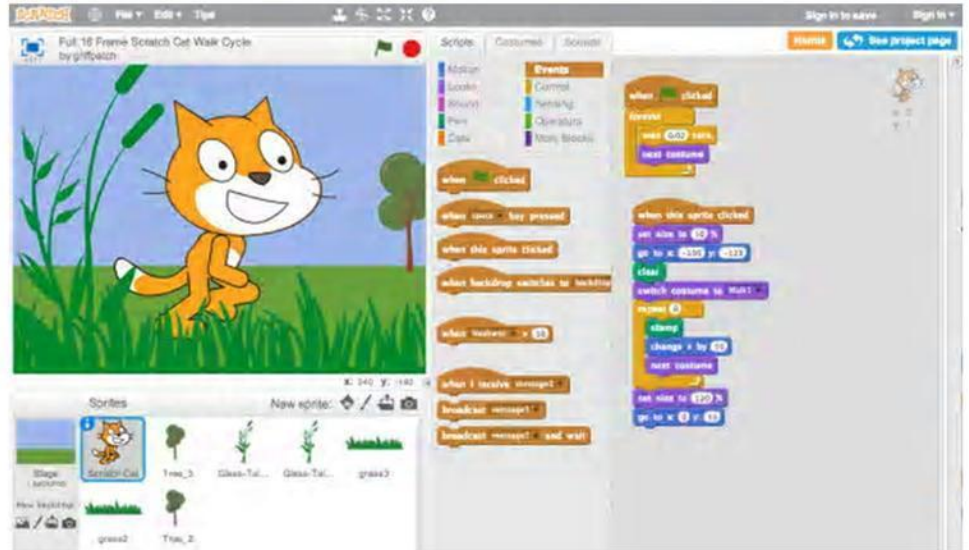 SCRATCH File Edit Tips Sign in to save Sign in
Full 16 Frame Scratch Cat Walk Cycle
by griffpatch
Scripts Costumes Sounds
Remix See project page
Motion Events
Looks Control
Sound Sensing
Pen Operators
Data More Blocks
when clicked
when space key pressed
when this sprite clicked
when backdrop switches to
when loudness > 10
when I receive message1
broadcast message1
broadcast message1 and wait
when clicked
forever
wait 0.02 secs
next costume
when this sprite clicked
set size to %
go to x: y:
clear
switch costume to Walk1
repeat
stamp
change x by
next costume
set size to 120 %
go to x: y:
X: 240 y:
Sprites New sprite:
Stage
Scratch Cat
Tree_3
Glass-Tal...
Glass-Tal...
grass3
New backdrop:
grass2
Tree_2